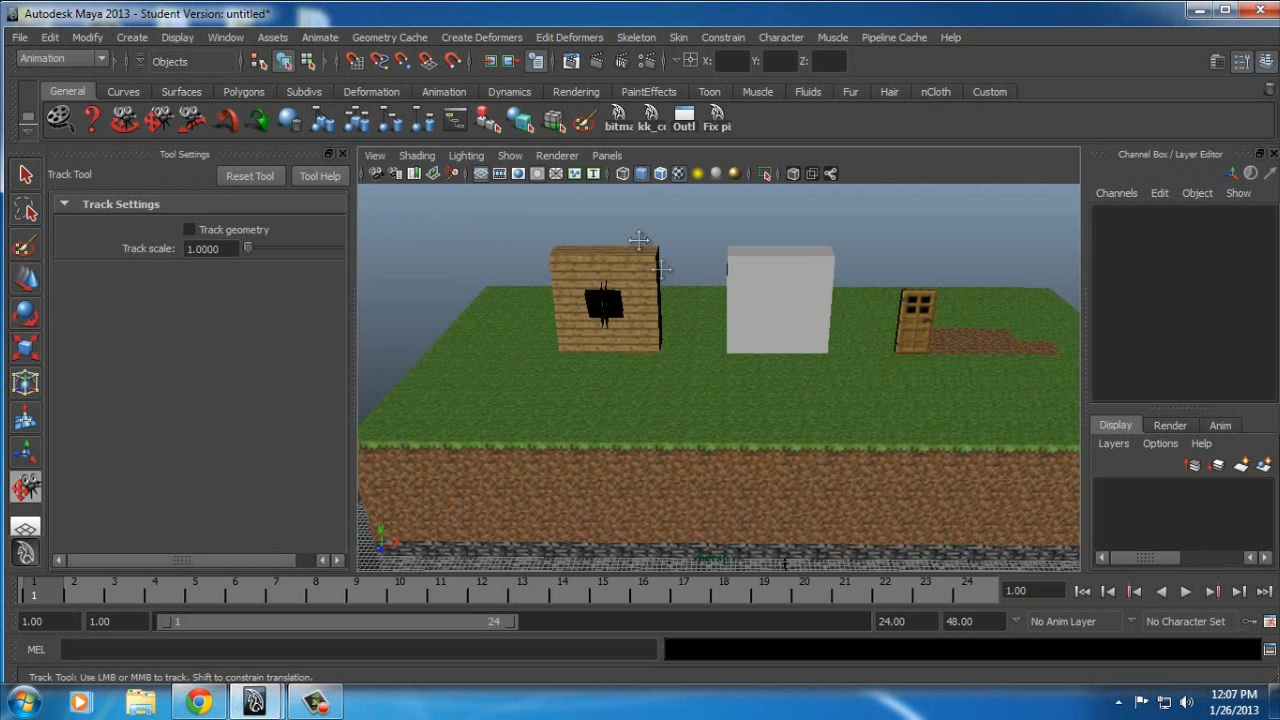 Autodesk Maya 2013 - Student Version: untitled*
File Edit Modify Create Display Window Assets Animate Geometry Cache Create Deformers Edit Deformers Skeleton Skin Constrain Character Muscle Pipeline Cache Help
Animation Objects X: Y: Z:
General Curves Surfaces Polygons Subdivs Deformation Animation Dynamics Rendering PaintEffects Toon Muscle Fluids Fur Hair nCloth Custom
bitma kk_cc Outl Fix pi
Tool Settings
Track Tool Reset Tool Tool Help
Track Settings
Track geometry
Track scale: 1.0000
View Shading Lighting Show Renderer Panels
Channel Box / Layer Editor
Channels Edit Object Show
Display Render Anim
Layers Options Help
1 2 3 4 5 6 7 8 9 10 11 12 13 14 15 16 17 18 19 20 21 22 23 24
1 1.00
1.00 1.00 1 24 24.00 48.00 No Anim Layer No Character Set
MEL
Track Tool: Use LMB or MMB to track. Shift to constrain translation.
12:07 PM
1/26/2013